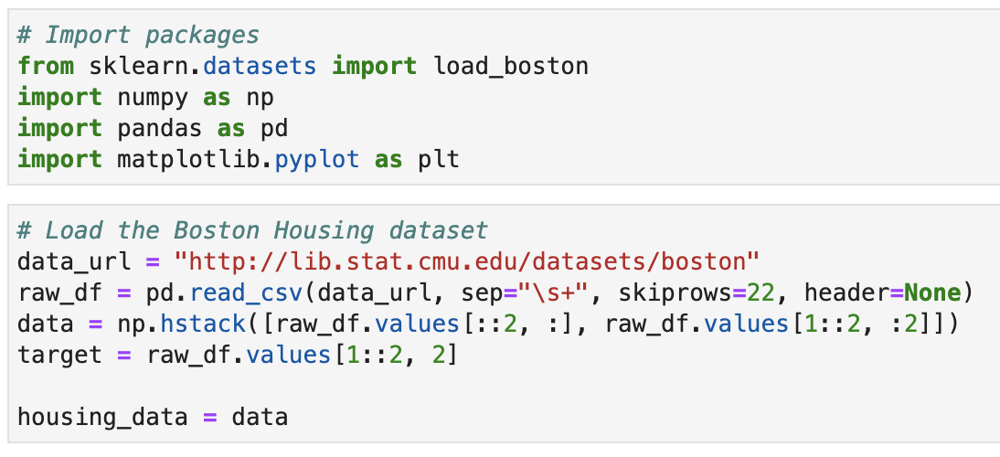 # Import packages
from sklearn.datasets import load_boston
import numpy as np
import pandas as pd
import matplotlib.pyplot as plt
# Load the Boston Housing dataset
data_url = "http://lib.stat.cmu.edu/datasets/boston"
raw_df = pd.read_csv(data_url, sep="\s+", skiprows=22, header=None)
data = np.hstack([raw_df.values[::2, :], raw_df.values[1::2, :2]])
target = raw_df.values[1::2, 2]
housing_data = data